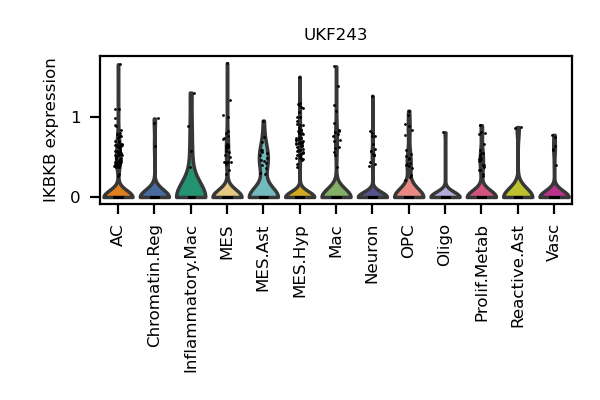 UKF243
IKBKB expression
1
0
AC
Chromatin.Reg
Inflammatory.Mac
MES
MES.Ast
MES.Hyp
Mac
Neuron
OPC
Oligo
Prolif.Metab
Reactive.Ast
Vasc